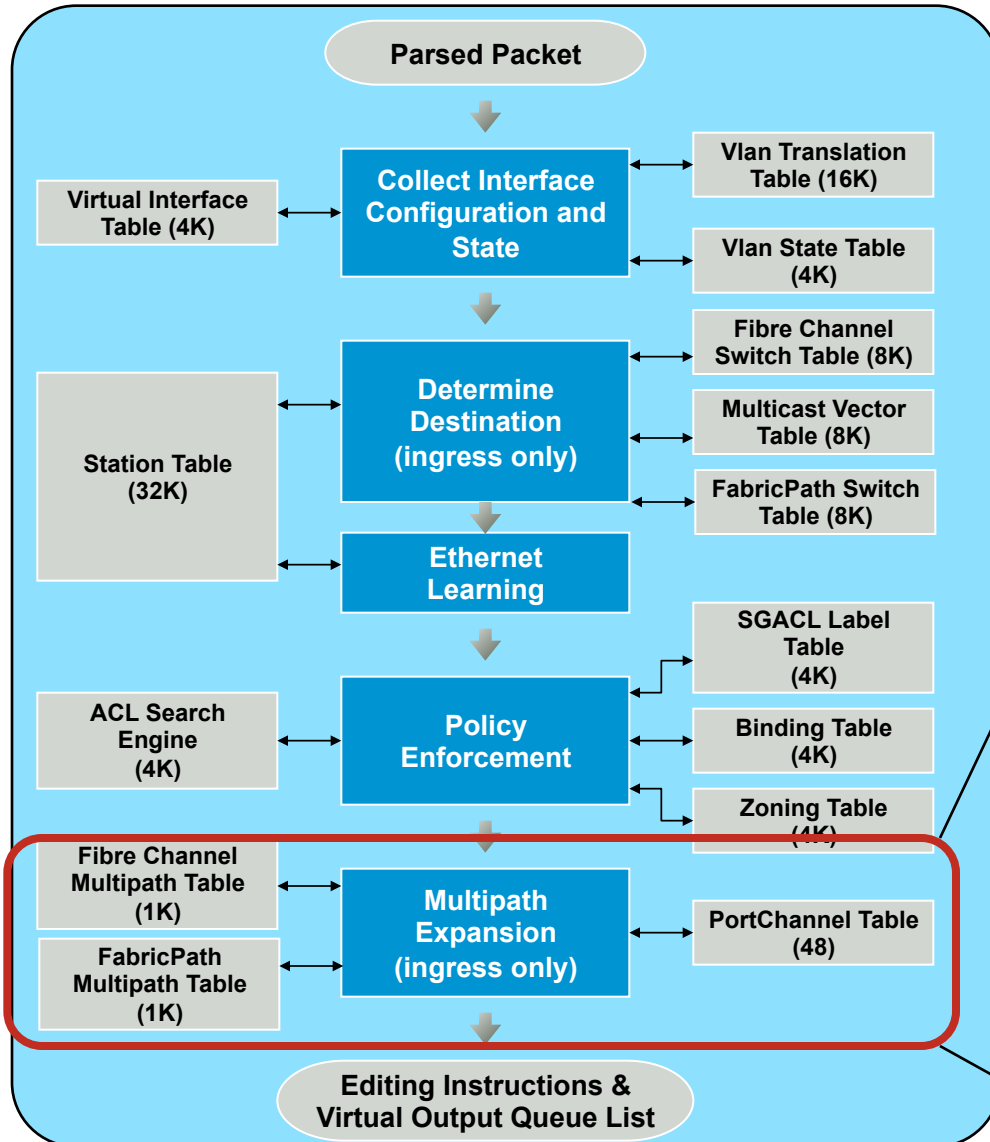 Parsed Packet
Collect Interface
Configuration and
State
Virtual Interface
Table (4K)
Vlan Translation
Table (16K)
Vlan State Table
(4K)
Determine
Destination
(ingress only)
Station Table
(32K)
Fibre Channel
Switch Table (8K)
Multicast Vector
Table (8K)
FabricPath Switch
Table (8K)
Ethernet
Learning
Policy
Enforcement
ACL Search
Engine
(4K)
SGACL Label
Table
(4K)
Binding Table
(4K)
Zoning Table
(4K)
Fibre Channel
Multipath Table
(1K)
FabricPath
Multipath Table
(1K)
Multipath
Expansion
(ingress only)
PortChannel Table
(48)
Editing Instructions &
Virtual Output Queue List